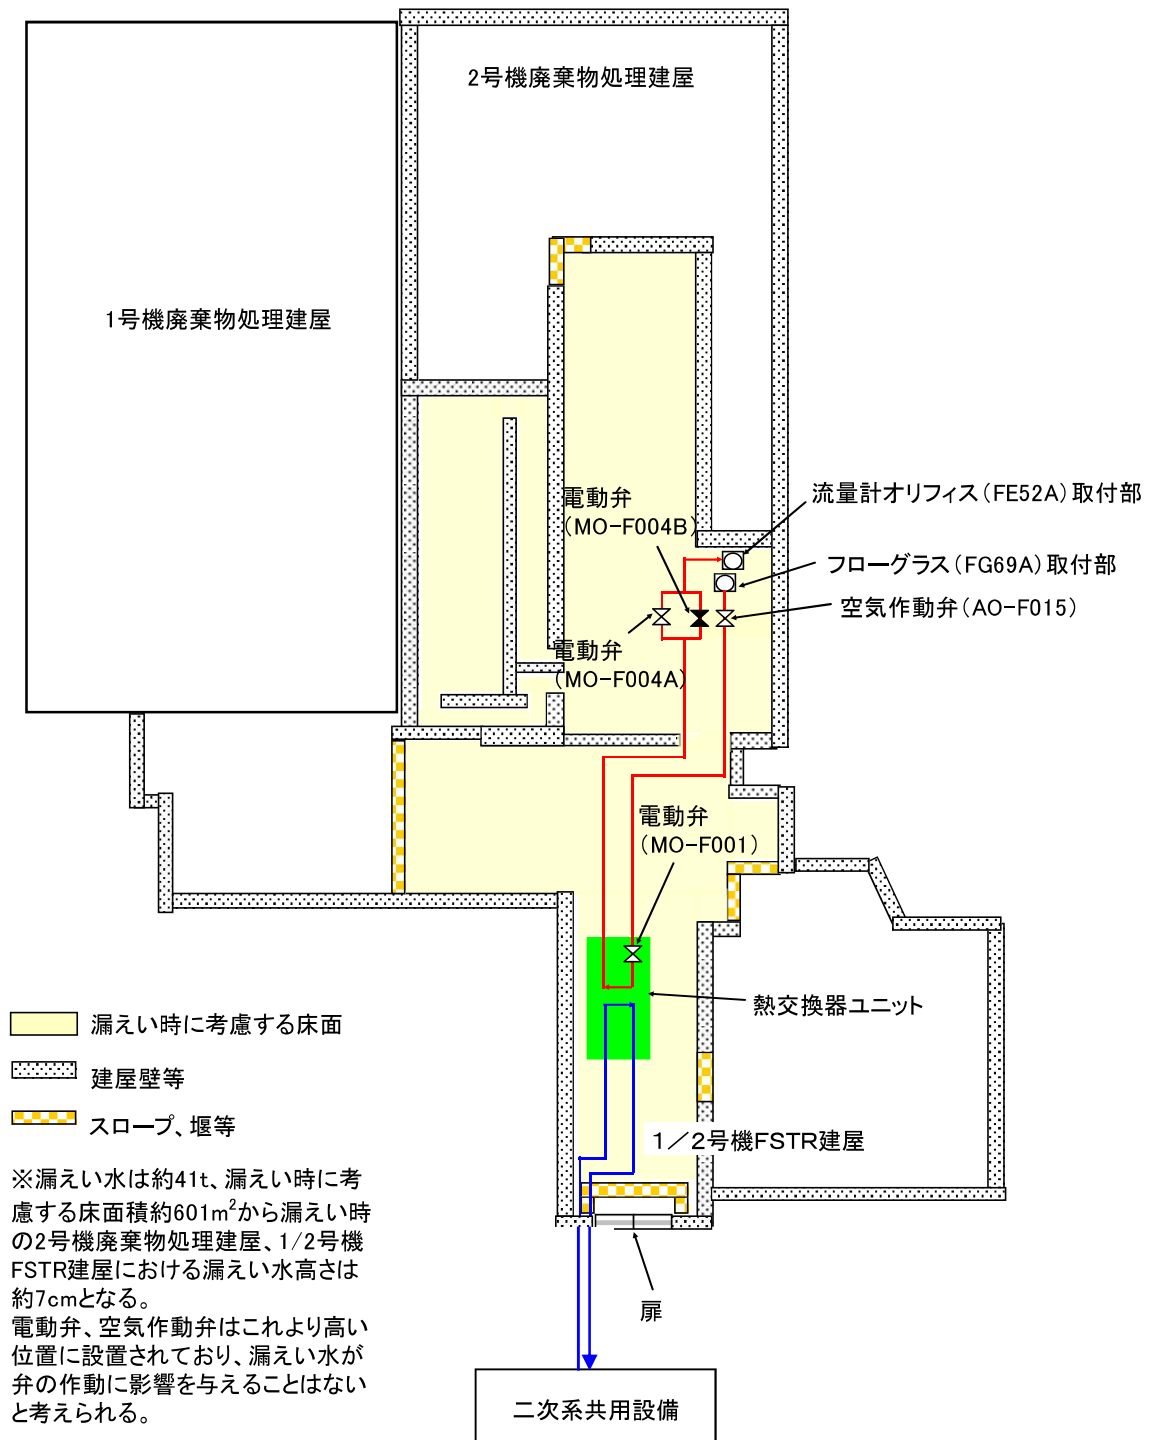 2号機廃棄物処理建屋
1号機廃棄物処理建屋
電動弁
(MO-F004B)
流量計オリフィス(FE52A)取付部
フローグラス(FG69A)取付部
空気作動弁(AO-F015)
電動弁
(MO-F004A)
電動弁
(MO-F001)
熱交換器ユニット
漏えい時に考慮する床面
建屋壁等
スロープ、堰等
1/2号機FSTR建屋
※漏えい水は約41t、漏えい時に考
慮する床面積約601m²から漏えい時
の2号機廃棄物処理建屋、1/2号機
FSTR建屋における漏えい水高さは
約7cmとなる。
電動弁、空気作動弁はこれより高い
位置に設置されており、漏えい水が
弁の作動に影響を与えることはない
と考えられる。
扉
二次系共用設備